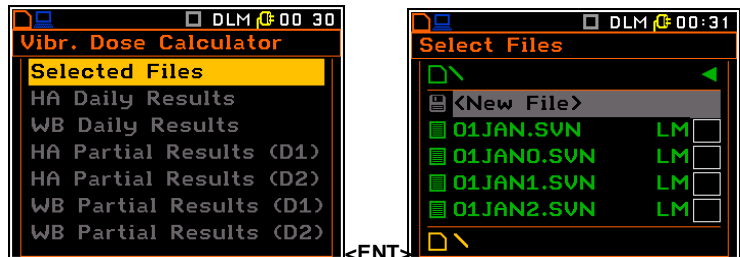 DLM 00 30
Vibr. Dose Calculator
Selected Files
HA Daily Results
WB Daily Results
HA Partial Results (D1)
HA Partial Results (D2)
WB Partial Results (D1)
WB Partial Results (D2)
<ENT>
DLM 00:31
Select Files
\
<New File>
01JAN.SVN LM
01JAN0.SVN LM
01JAN1.SVN LM
01JAN2.SVN LM
\